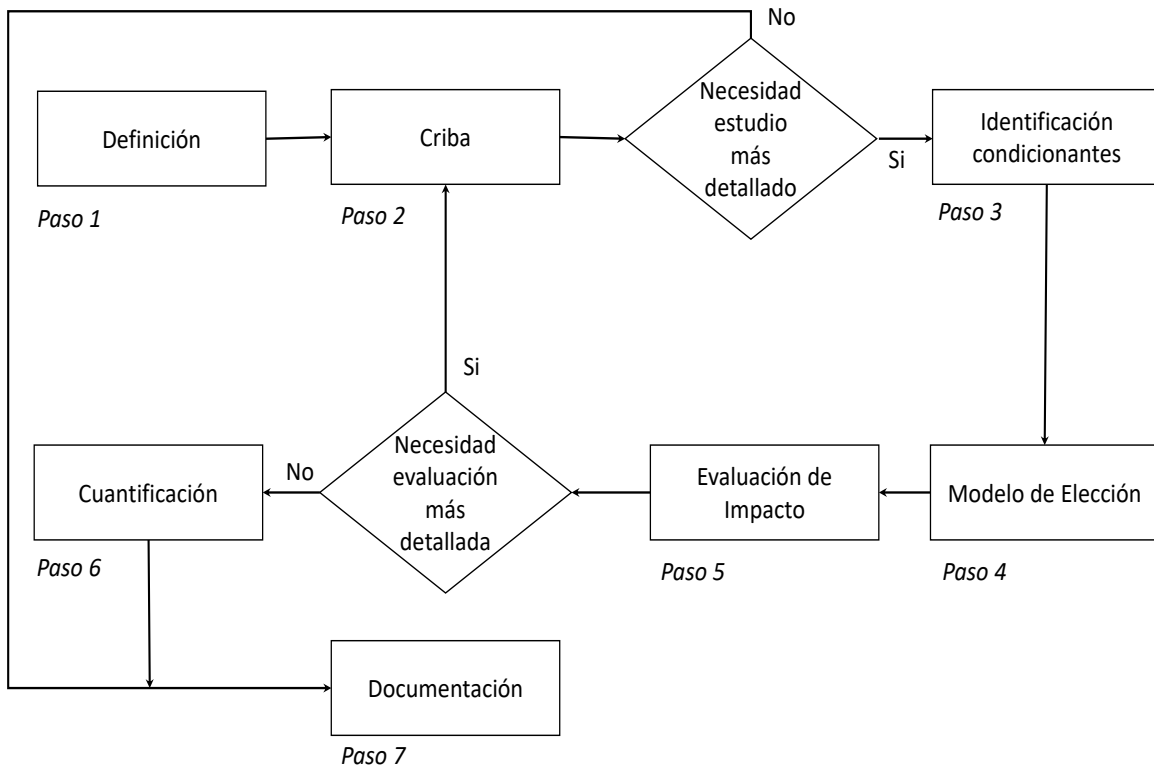 No
Necesidad
estudio
más
detallado
Definición
Criba
Identificación
condicionantes
Si
Paso 1
Paso 2
Paso 3
Si
Necesidad
evaluación
más
detallada
No
Cuantificación
Evaluación de
Impacto
Modelo de Elección
Paso 6
Paso 5
Paso 4
Documentación
Paso 7